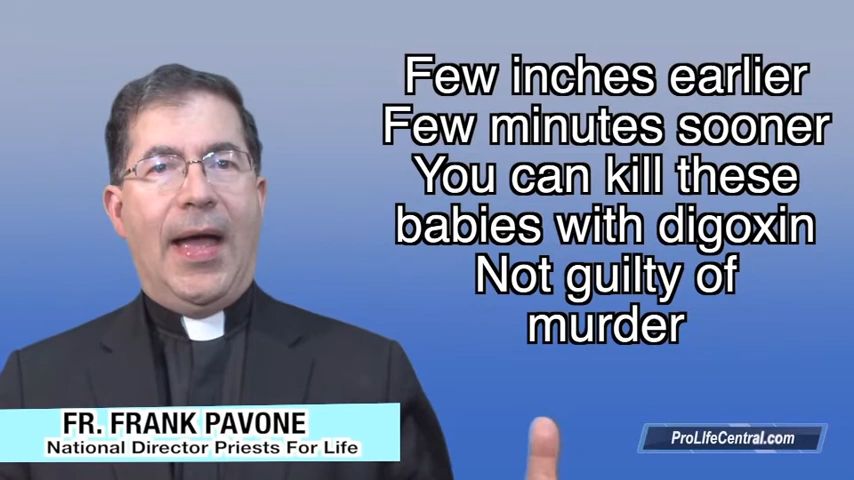 Few inches earlier
Few minutes sooner
You can kill these
babies with digoxin
Not guilty of
murder
FR. FRANK PAVONE
National Director Priests For Life
ProLifeCentral.com